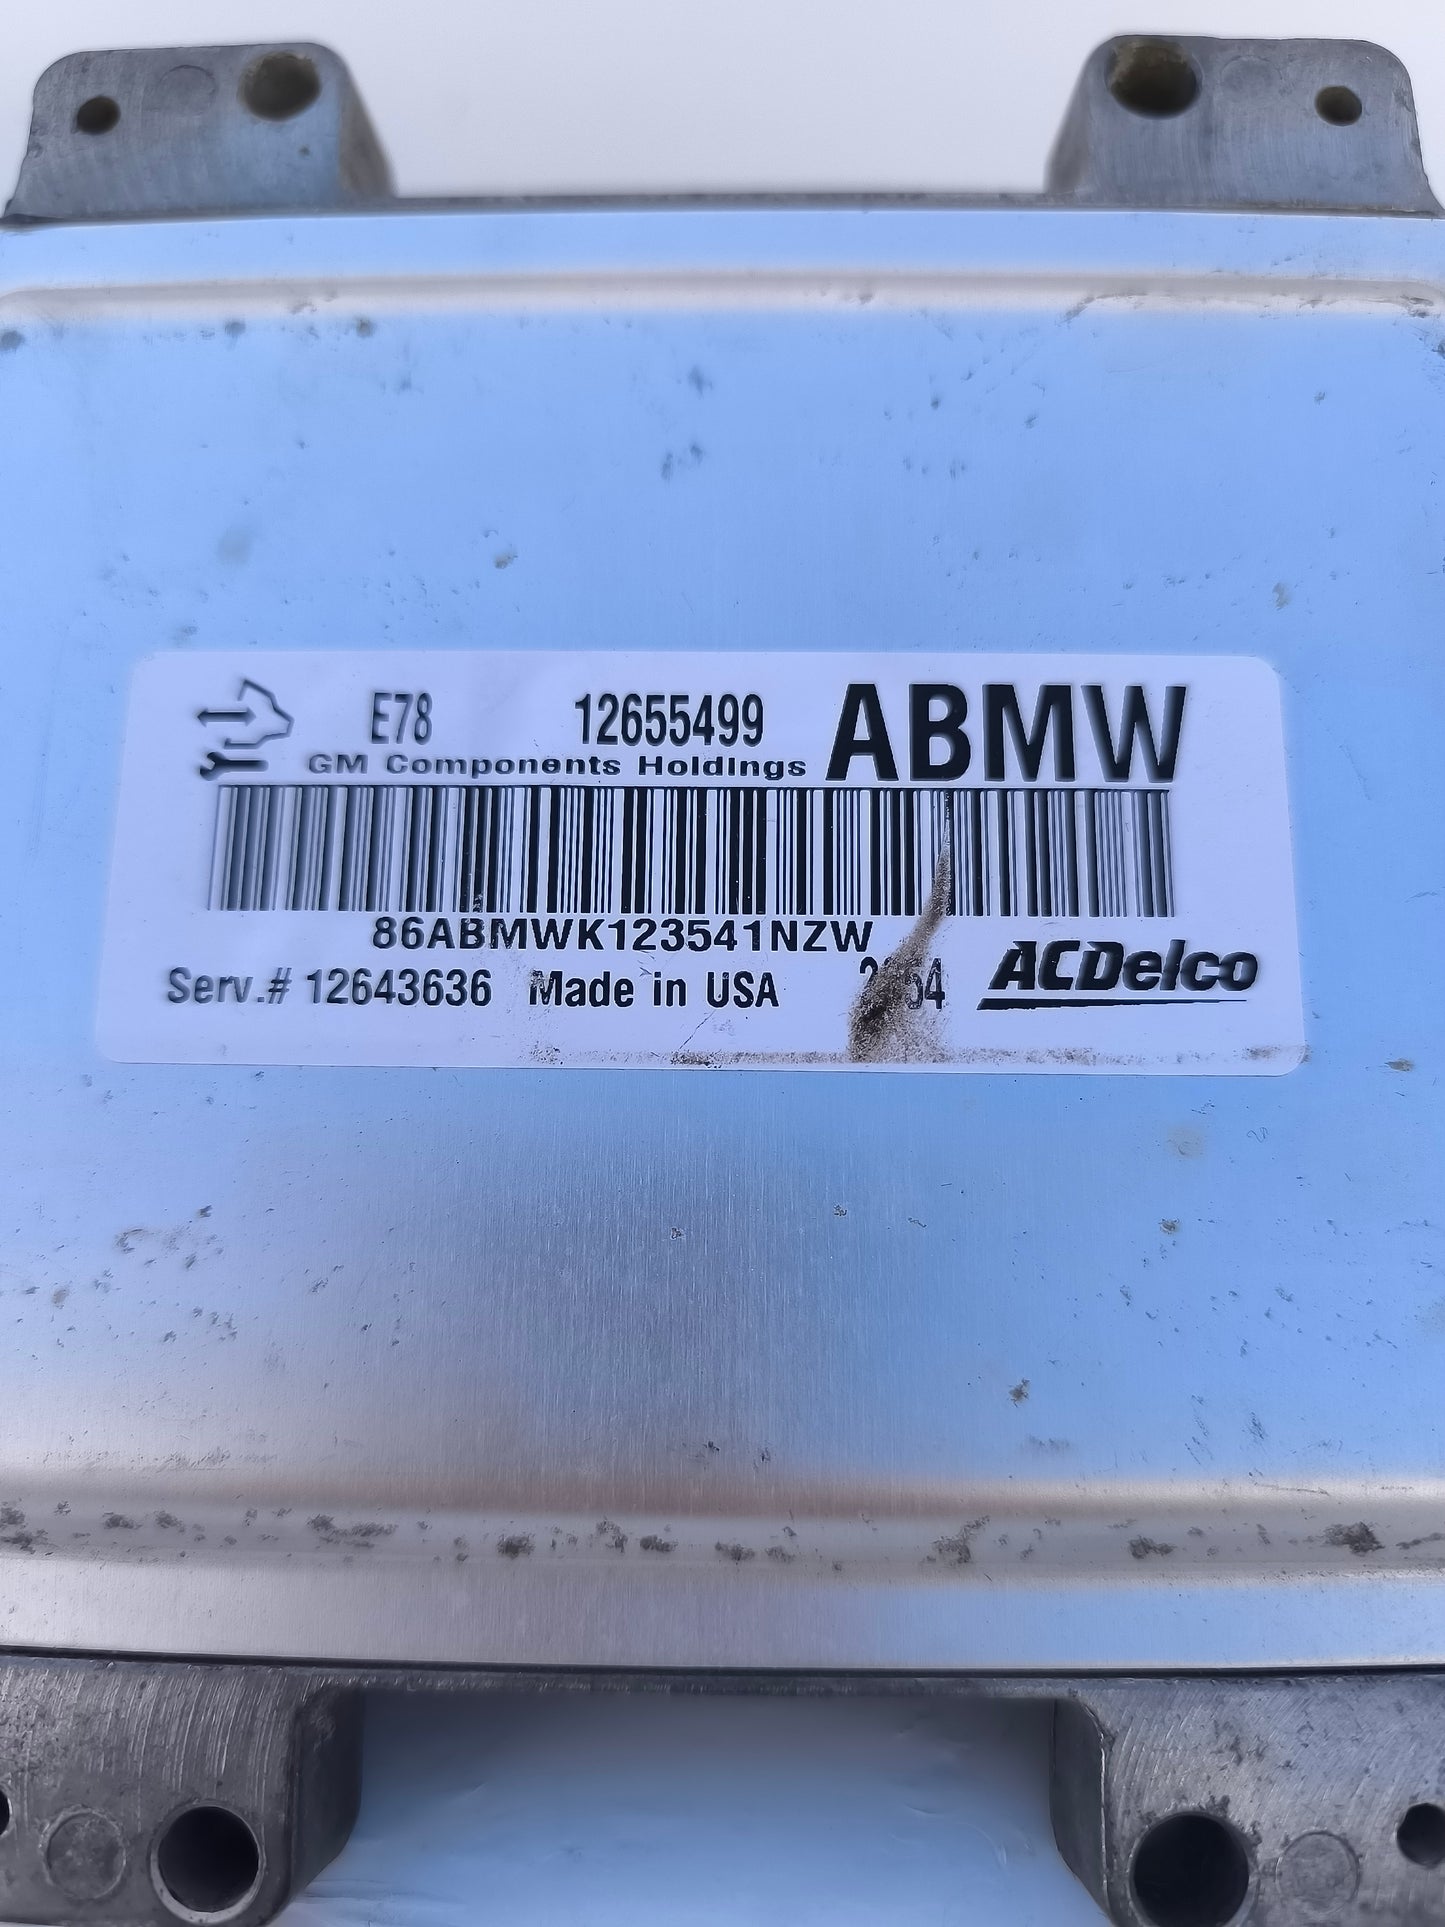 E78 12655499 ABMW
GM Components Holdings
86ABMWK123541NZW
Serv.# 12643636 Made in USA ACDelco